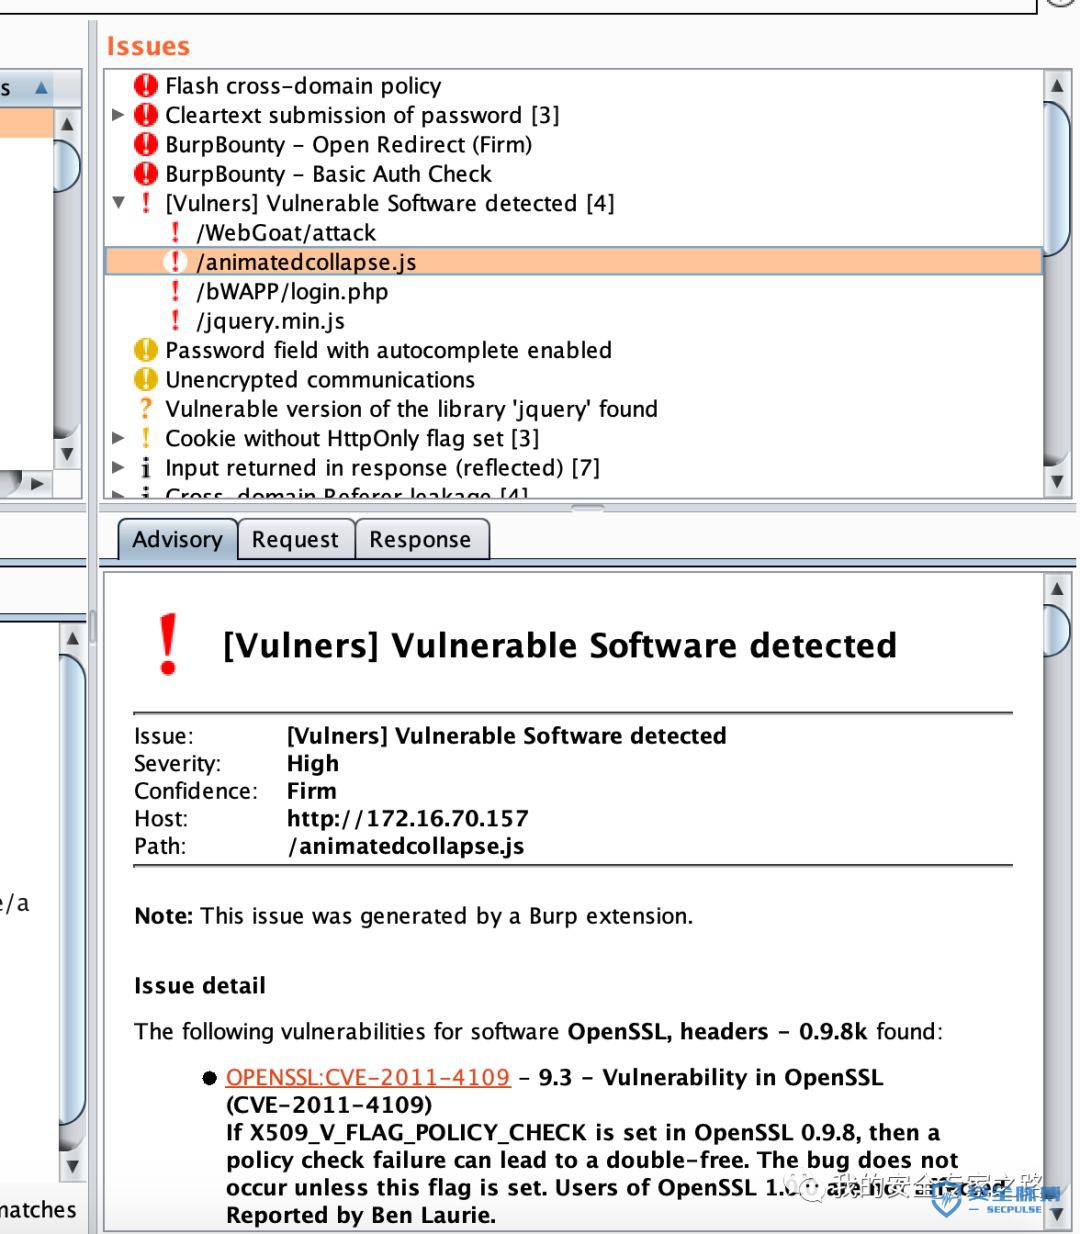 s
Issues
Flash cross-domain policy
Cleartext submission of password [3]
BurpBounty - Open Redirect (Firm)
BurpBounty - Basic Auth Check
[Vulners] Vulnerable Software detected [4]
/WebGoat/attack
/animatedcollapse.js
/bWAPP/login.php
/jquery.min.js
Password field with autocomplete enabled
Unencrypted communications
Vulnerable version of the library 'jquery' found
Cookie without HttpOnly flag set [3]
Input returned in response (reflected) [7]
Cross-domain Referer leakage [4]
Advisory Request Response
[Vulners] Vulnerable Software detected
Issue: [Vulners] Vulnerable Software detected
Severity: High
Confidence: Firm
Host: http://172.16.70.157
Path: /animatedcollapse.js
e/a
Note: This issue was generated by a Burp extension.
Issue detail
The following vulnerabilities for software OpenSSL, headers - 0.9.8k found:
OPENSSL:CVE-2011-4109 - 9.3 - Vulnerability in OpenSSL
(CVE-2011-4109)
If X509_V_FLAG_POLICY_CHECK is set in OpenSSL 0.9.8, then a
policy check failure can lead to a double-free. The bug does not
occur unless this flag is set. Users of OpenSSL are not
我的安全专家之路
安全脉搏
SECPULSE
Reported by Ben Laurie.
matches